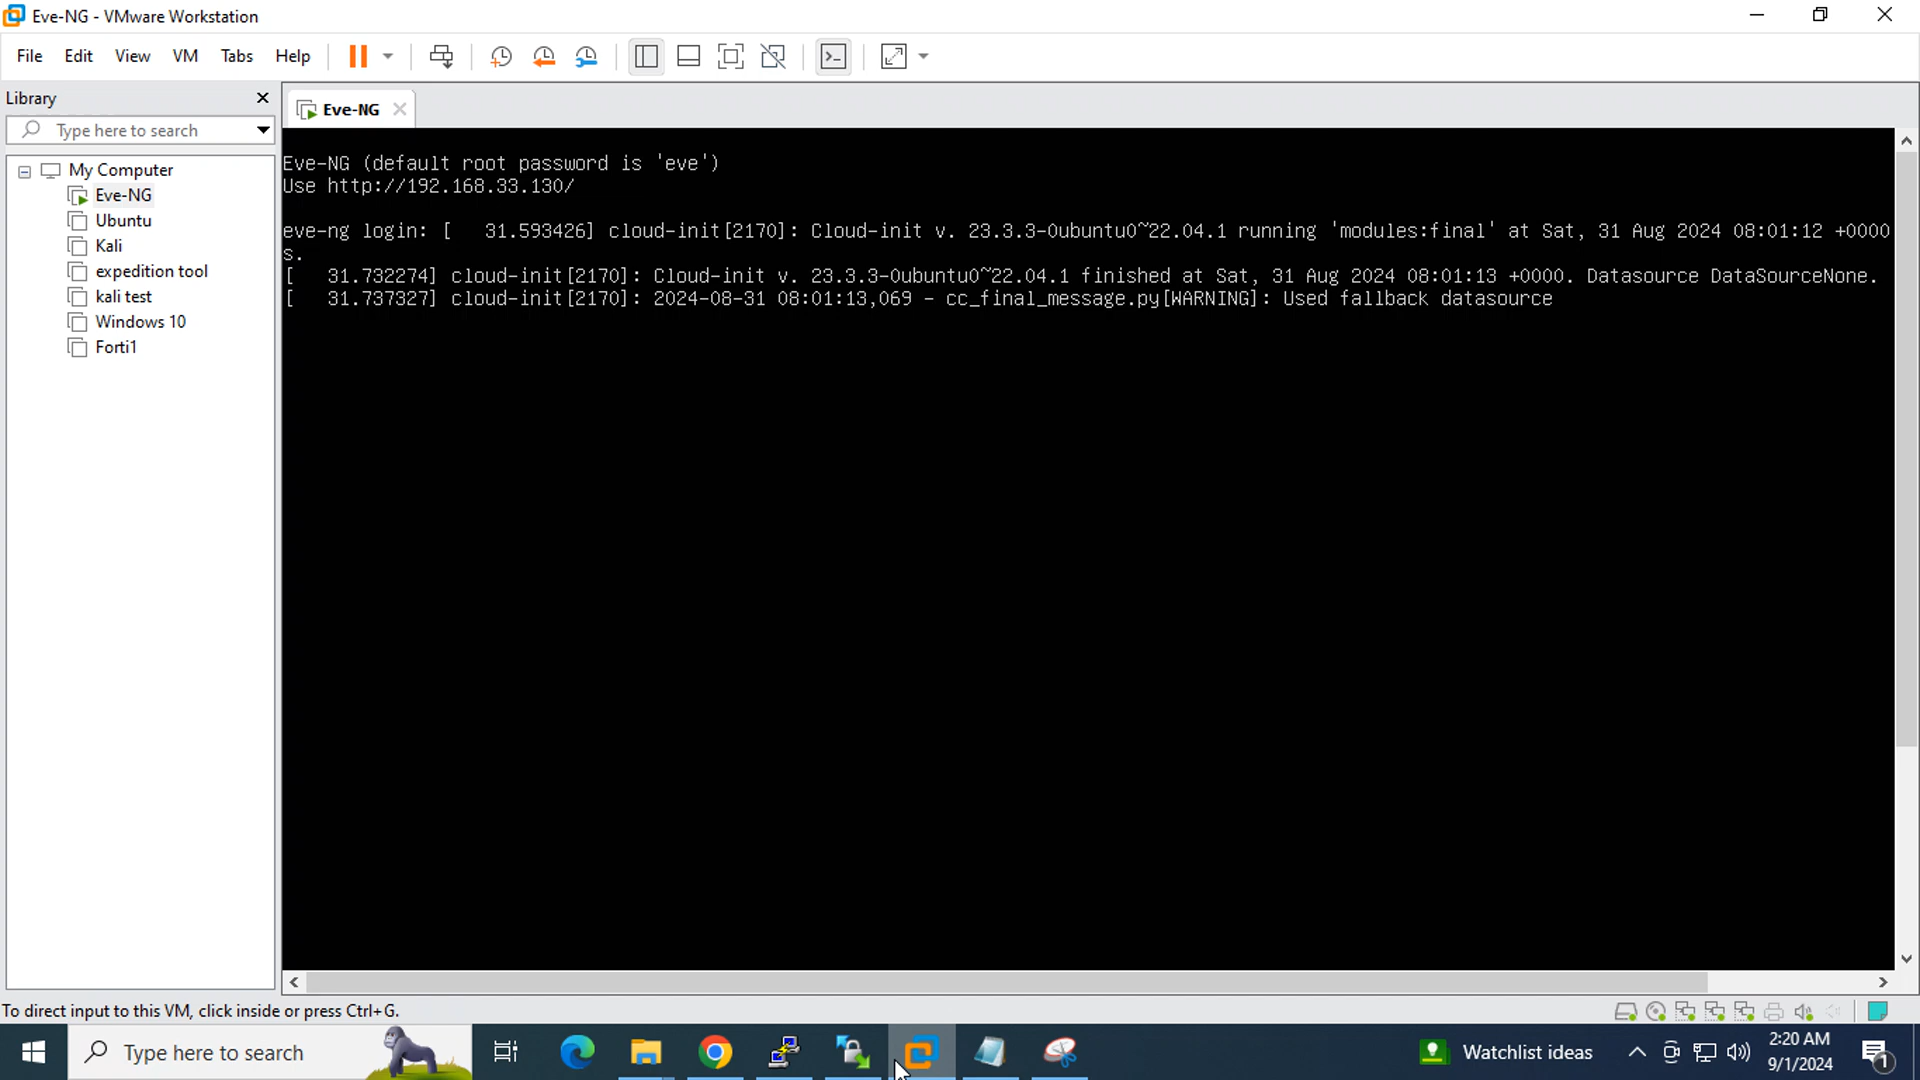 Eve-NG - VMware Workstation
File Edit View VM Tabs Help
Library
Type here to search
My Computer
Eve-NG
Ubuntu
Kali
expedition tool
kali test
Windows 10
Forti1
Eve-NG
Eve-NG (default root password is 'eve')
Use http://192.168.33.130/
eve-ng login: [   31.593426] cloud-init[2170]: Cloud-init v. 23.3.3-0ubuntu0~22.04.1 running 'modules:final' at Sat, 31 Aug 2024 08:01:12 +0000
s.
[   31.732274] cloud-init[2170]: Cloud-init v. 23.3.3-0ubuntu0~22.04.1 finished at Sat, 31 Aug 2024 08:01:13 +0000. Datasource DataSourceNone.
[   31.737327] cloud-init[2170]: 2024-08-31 08:01:13,069 - cc_final_message.py[WARNING]: Used fallback datasource
To direct input to this VM, click inside or press Ctrl+G.
Type here to search
Watchlist ideas
2:20 AM
9/1/2024
1